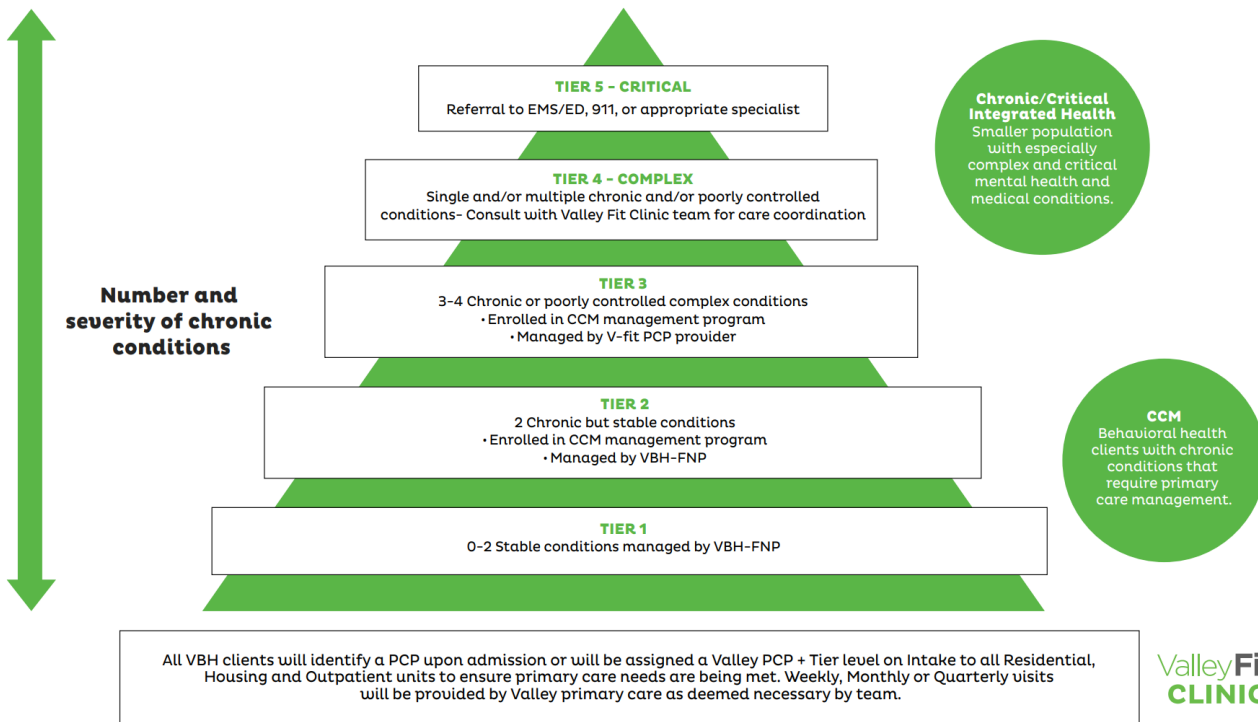 TIER 5 - CRITICAL
Referral to EMS/ED, 911, or appropriate specialist
Chronic/Critical
Integrated Health
Smaller population
with especially
complex and critical
mental health and
medical conditions.
TIER 4 - COMPLEX
Single and/or multiple chronic and/or poorly controlled
conditions- Consult with Valley Fit Clinic team for care coordination
Number and
severity of chronic
conditions
TIER 3
3-4 Chronic or poorly controlled complex conditions
• Enrolled in CCM management program
• Managed by V-fit PCP provider
TIER 2
2 Chronic but stable conditions
• Enrolled in CCM management program
• Managed by VBH-FNP
CCM
Behavioral health
clients with chronic
conditions that
require primary
care management.
TIER 1
0-2 Stable conditions managed by VBH-FNP
All VBH clients will identify a PCP upon admission or will be assigned a Valley PCP + Tier level on Intake to all Residential,
Housing and Outpatient units to ensure primary care needs are being met. Weekly, Monthly or Quarterly visits
will be provided by Valley primary care as deemed necessary by team.
Valley Fi
CLINIC